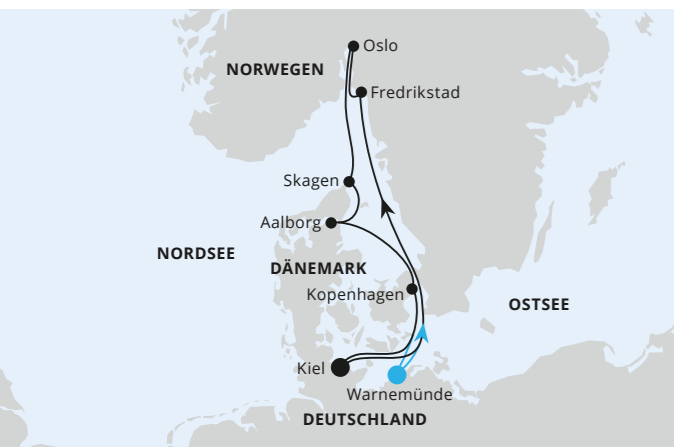 Oslo
NORWEGEN
Fredrikstad
Skagen
Aalborg
NORDSEE
DÄNEMARK
Kopenhagen
OSTSEE
Kiel
Warnemünde
DEUTSCHLAND